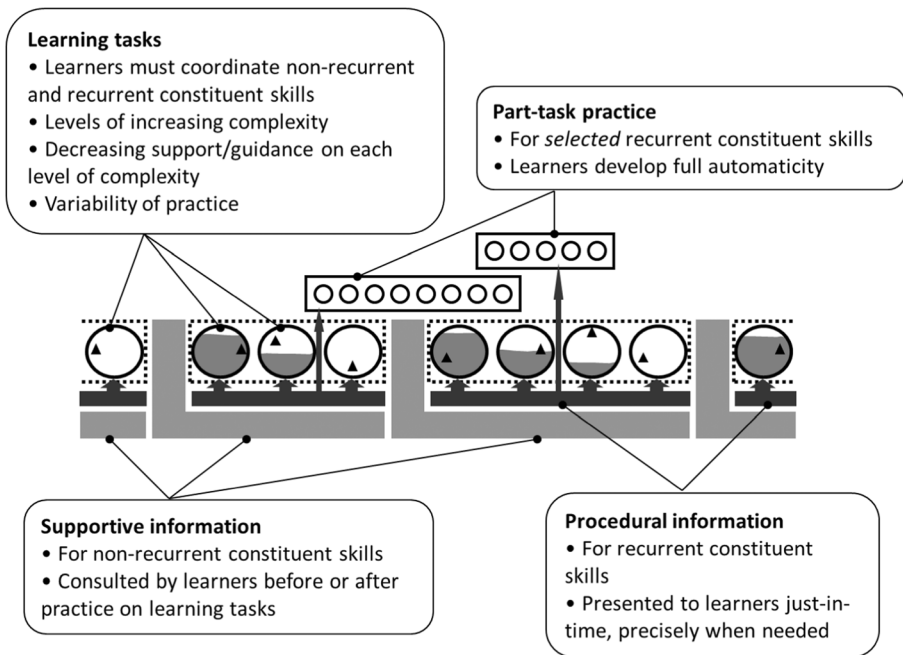 Learning tasks
• Learners must coordinate non-recurrent
and recurrent constituent skills
• Levels of increasing complexity
• Decreasing support/guidance on each
level of complexity
• Variability of practice
Part-task practice
• For selected recurrent constituent skills
• Learners develop full automaticity
Supportive information
• For non-recurrent constituent skills
• Consulted by learners before or after
practice on learning tasks
Procedural information
• For recurrent constituent
skills
• Presented to learners just-in-
time, precisely when needed